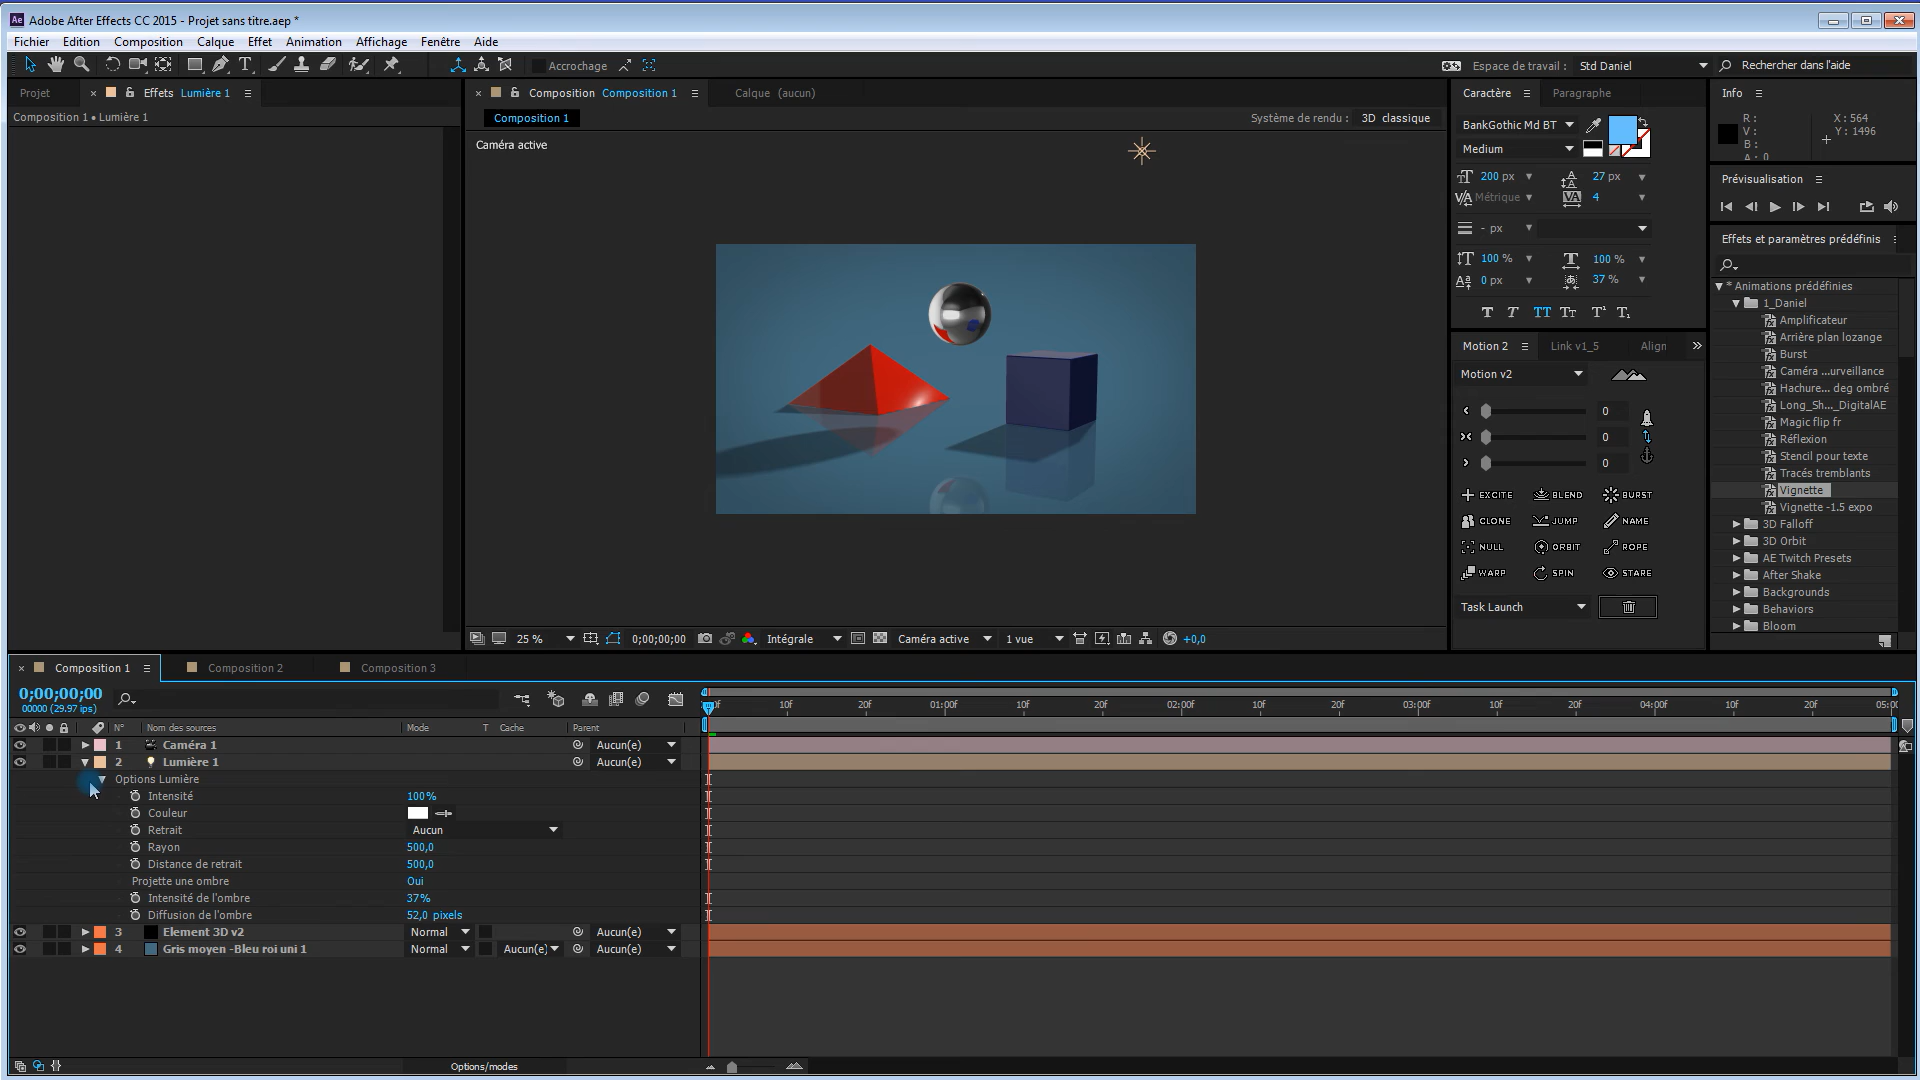 Adobe After Effects CC 2015 - Projet sans titre.aep *
Fichier Edition Composition Calque Effet Animation Affichage Fenêtre Aide
Accrochage
Espace de travail : Std Daniel
Rechercher dans l'aide
Projet
Effets Lumière 1
Composition 1 • Lumière 1
Composition Composition 1
Calque (aucun)
Composition 1
Système de rendu : 3D classique
Caméra active
25 %
0;00;00;00
Intégrale
Caméra active
1 vue
+0,0
Caractère
Paragraphe
BankGothic Md BT
Medium
200 px
27 px
Métrique
4
- px
100 %
100 %
0 px
37 %
T T TT Tт T¹ T₁
Motion 2
Link v1_5
Align
Motion v2
0
0
0
EXCITE BLEND BURST
CLONE JUMP NAME
NULL ORBIT ROPE
WARP SPIN STARE
Task Launch
Info
R :
V :
B :
A : 0
X : 564
Y : 1496
Prévisualisation
Effets et paramètres prédéfinis
* Animations prédéfinies
1_Daniel
Amplificateur
Arrière plan lozange
Burst
Caméra ...urveillance
Hachure... deg ombré
Long_Sh..._DigitalAE
Magic flip fr
Réflexion
Stencil pour texte
Tracés tremblants
Vignette
Vignette -1.5 expo
3D Falloff
3D Orbit
AE Twitch Presets
After Shake
Backgrounds
Behaviors
Bloom
Composition 1
Composition 2
Composition 3
0;00;00;00
00000 (29.97 ips)
10f 20f 01:00f 10f 20f 02:00f 10f 20f 03:00f 10f 20f 04:00f 10f 20f 05:00
N° Nom des sources Mode T Cache Parent
1 Caméra 1 Aucun(e)
2 Lumière 1 Aucun(e)
Options Lumière
Intensité 100%
Couleur
Retrait Aucun
Rayon 500,0
Distance de retrait 500,0
Projette une ombre Oui
Intensité de l'ombre 37%
Diffusion de l'ombre 52,0 pixels
3 Element 3D v2 Normal Aucun(e)
4 Gris moyen -Bleu roi uni 1 Normal Aucun(e) Aucun(e)
Options/modes